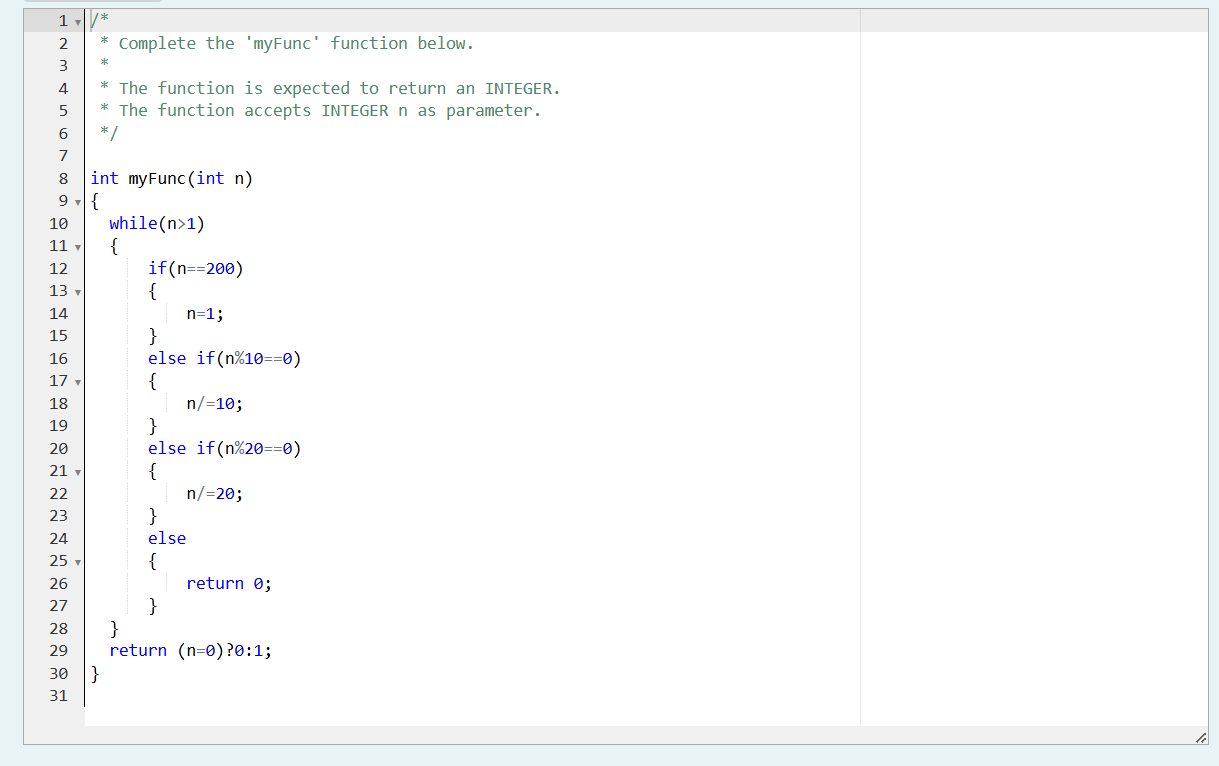 1 /*
2  * Complete the 'myFunc' function below.
3  *
4  * The function is expected to return an INTEGER.
5  * The function accepts INTEGER n as parameter.
6  */
7
8 int myFunc(int n)
9 {
10   while(n>1)
11   {
12       if(n==200)
13       {
14           n=1;
15       }
16       else if(n%10==0)
17       {
18           n/=10;
19       }
20       else if(n%20==0)
21       {
22           n/=20;
23       }
24       else
25       {
26           return 0;
27       }
28   }
29   return (n=0)?0:1;
30 }
31